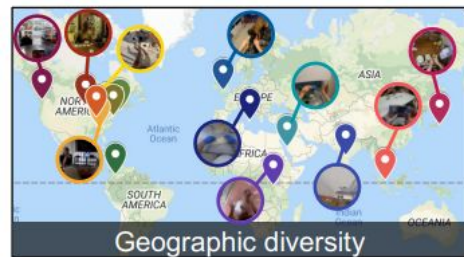 ASIA
NORTH
AMERICA
EUROPE
Atlantic
Ocean
AFRICA
SOUTH
AMERICA
Indian
Ocean
OCEANIA
Geographic diversity